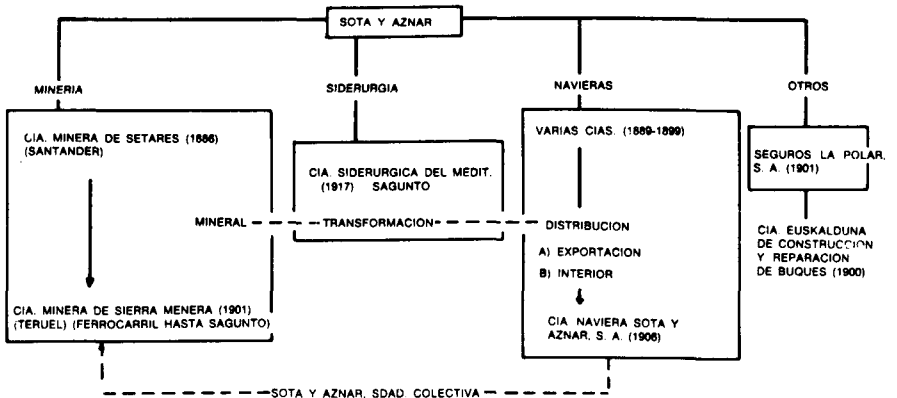 SOTA Y AZNAR
MINERIA
SIDERURGIA
NAVIERAS
OTROS
CIA. MINERA DE SETARES (1886)
(SANTANDER)
MINERAL
CIA. MINERA DE SIERRA MENERA (1901)
(TERUEL) (FERROCARRIL HASTA SAGUNTO)
CIA. SIDERURGICA DEL MEDIT.
(1917) SAGUNTO
TRANSFORMACION
VARIAS CIAS. (1889-1899)
DISTRIBUCION
A) EXPORTACION
B) INTERIOR
CIA. NAVIERA SOTA Y
AZNAR, S. A. (1906)
SEGUROS LA POLAR,
S. A. (1901)
CIA. EUSKALDUNA
DE CONSTRUCCION
Y REPARACION
DE BUQUES (1900)
SOTA Y AZNAR, SDAD. COLECTIVA